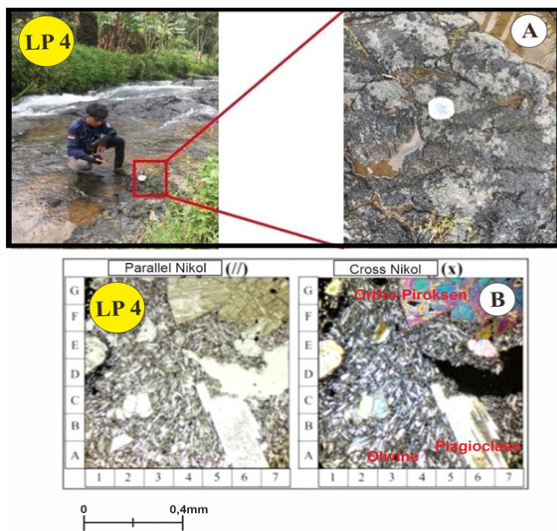 LP 4
A
Parallel Nikol (//)
Cross Nikol (x)
LP 4
B
Ortho-Piroksen
Plagioclase
Olivine
G
F
E
D
C
B
A
1 2 3 4 5 6 7
G
F
E
D
C
B
A
1 2 3 4 5 6 7
0 0,4mm